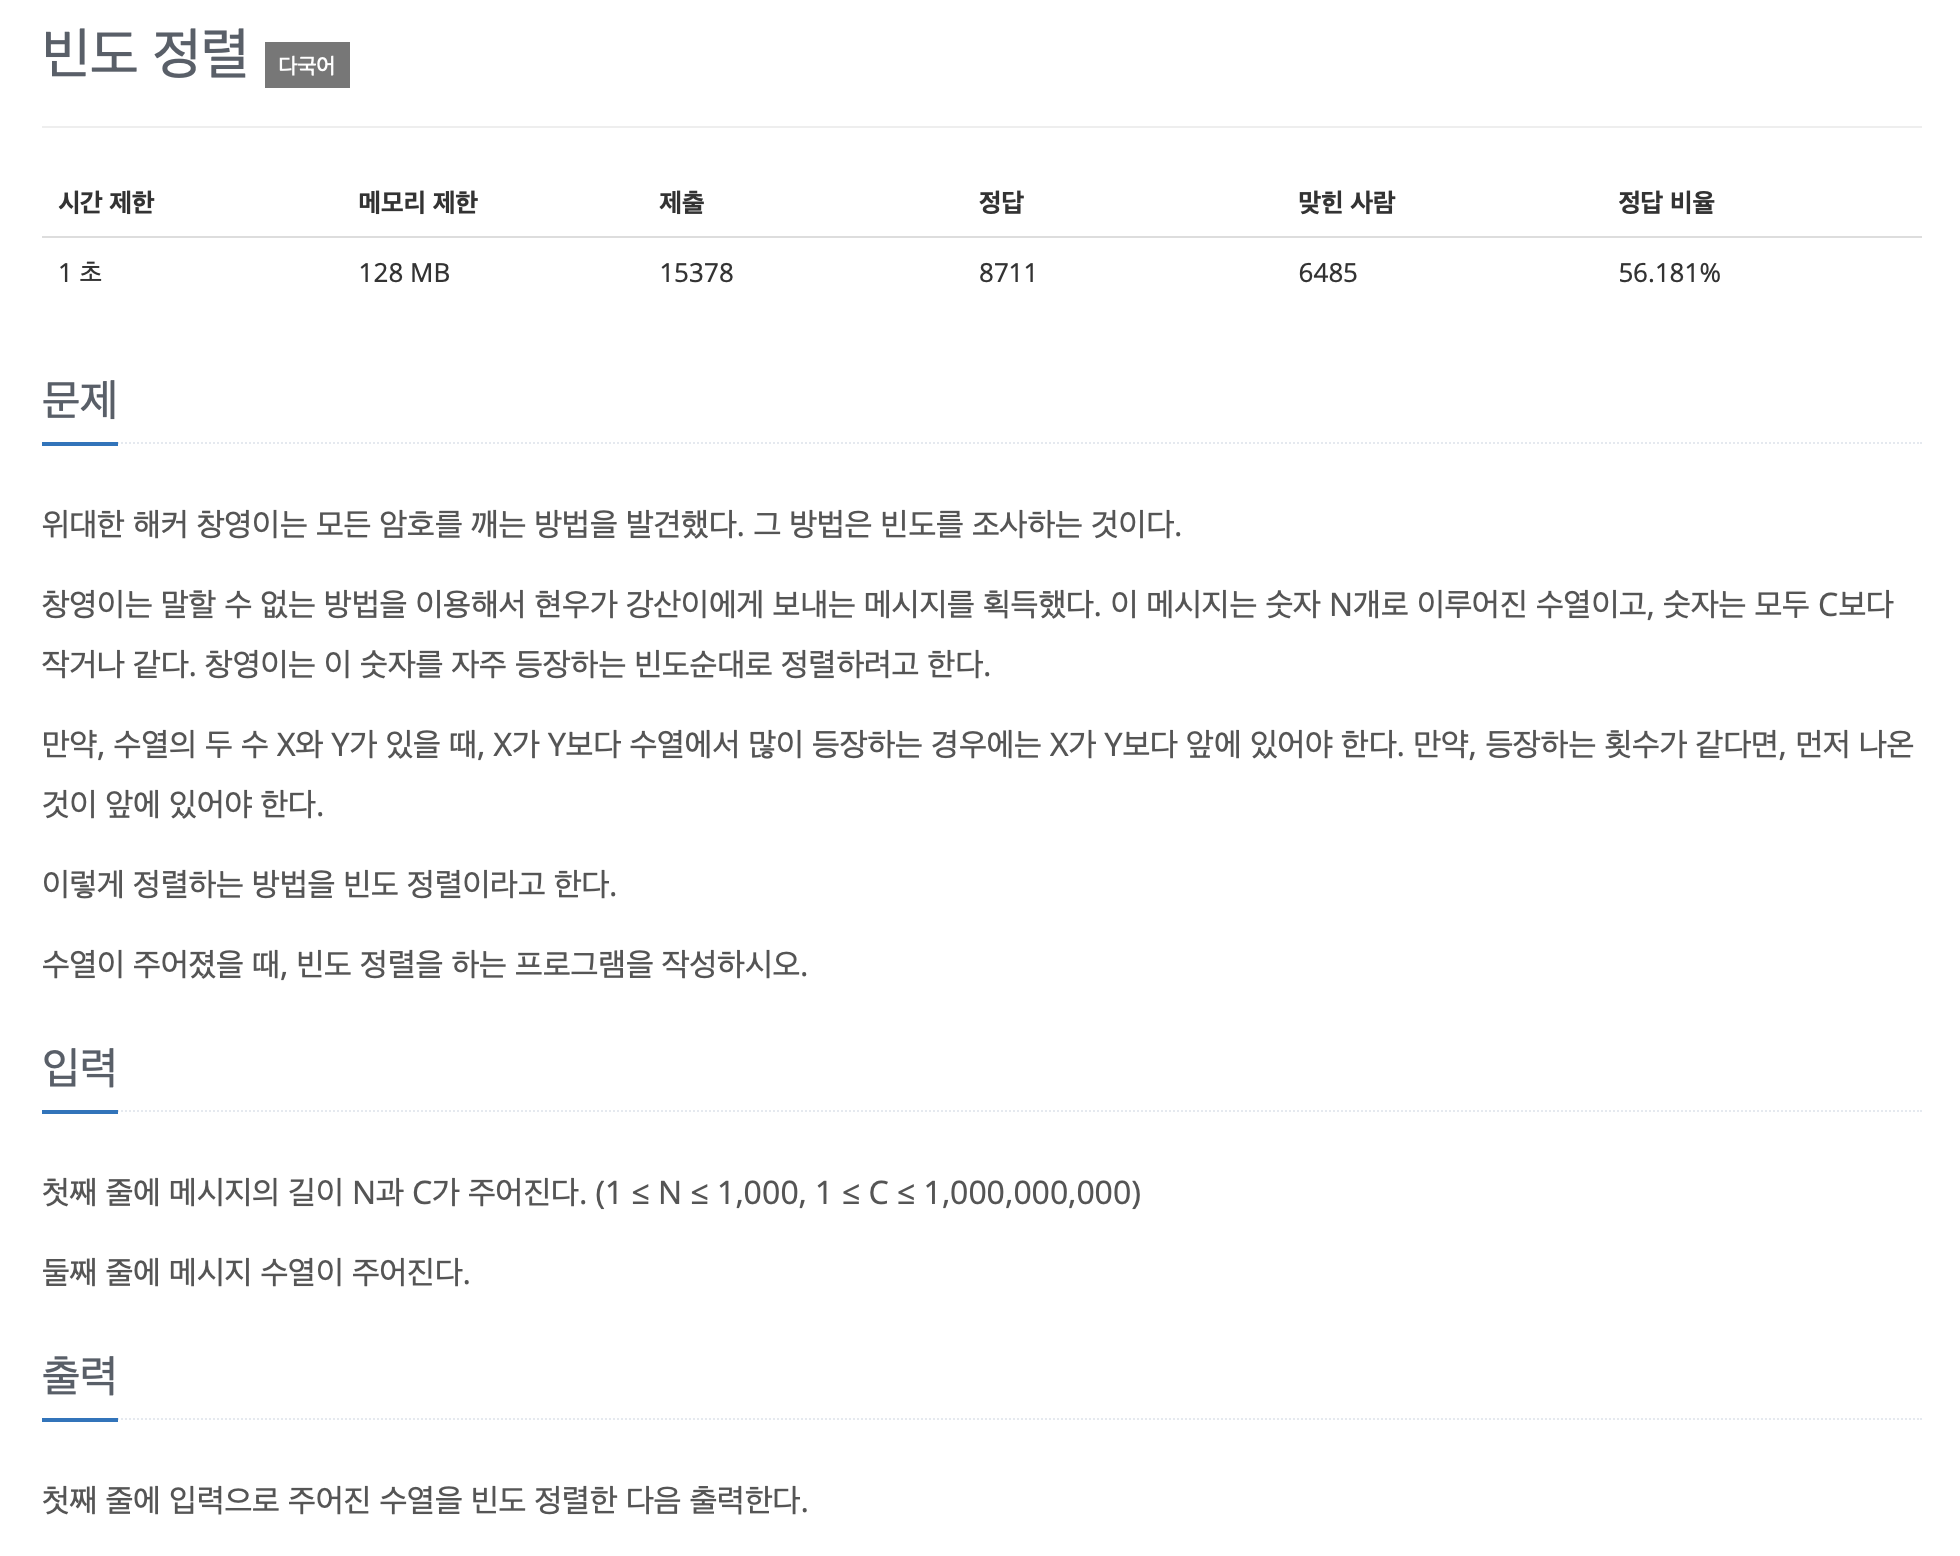 빈도 정렬 다국어
시간 제한 메모리 제한 제출 정답 맞힌 사람 정답 비율
1 초 128 MB 15378 8711 6485 56.181%
문제
위대한 해커 창영이는 모든 암호를 깨는 방법을 발견했다. 그 방법은 빈도를 조사하는 것이다.
창영이는 말할 수 없는 방법을 이용해서 현우가 강산이에게 보내는 메시지를 획득했다. 이 메시지는 숫자 N개로 이루어진 수열이고, 숫자는 모두 C보다
작거나 같다. 창영이는 이 숫자를 자주 등장하는 빈도순대로 정렬하려고 한다.
만약, 수열의 두 수 X와 Y가 있을 때, X가 Y보다 수열에서 많이 등장하는 경우에는 X가 Y보다 앞에 있어야 한다. 만약, 등장하는 횟수가 같다면, 먼저 나온
것이 앞에 있어야 한다.
이렇게 정렬하는 방법을 빈도 정렬이라고 한다.
수열이 주어졌을 때, 빈도 정렬을 하는 프로그램을 작성하시오.
입력
첫째 줄에 메시지의 길이 N과 C가 주어진다. (1 ≤ N ≤ 1,000, 1 ≤ C ≤ 1,000,000,000)
둘째 줄에 메시지 수열이 주어진다.
출력
첫째 줄에 입력으로 주어진 수열을 빈도 정렬한 다음 출력한다.